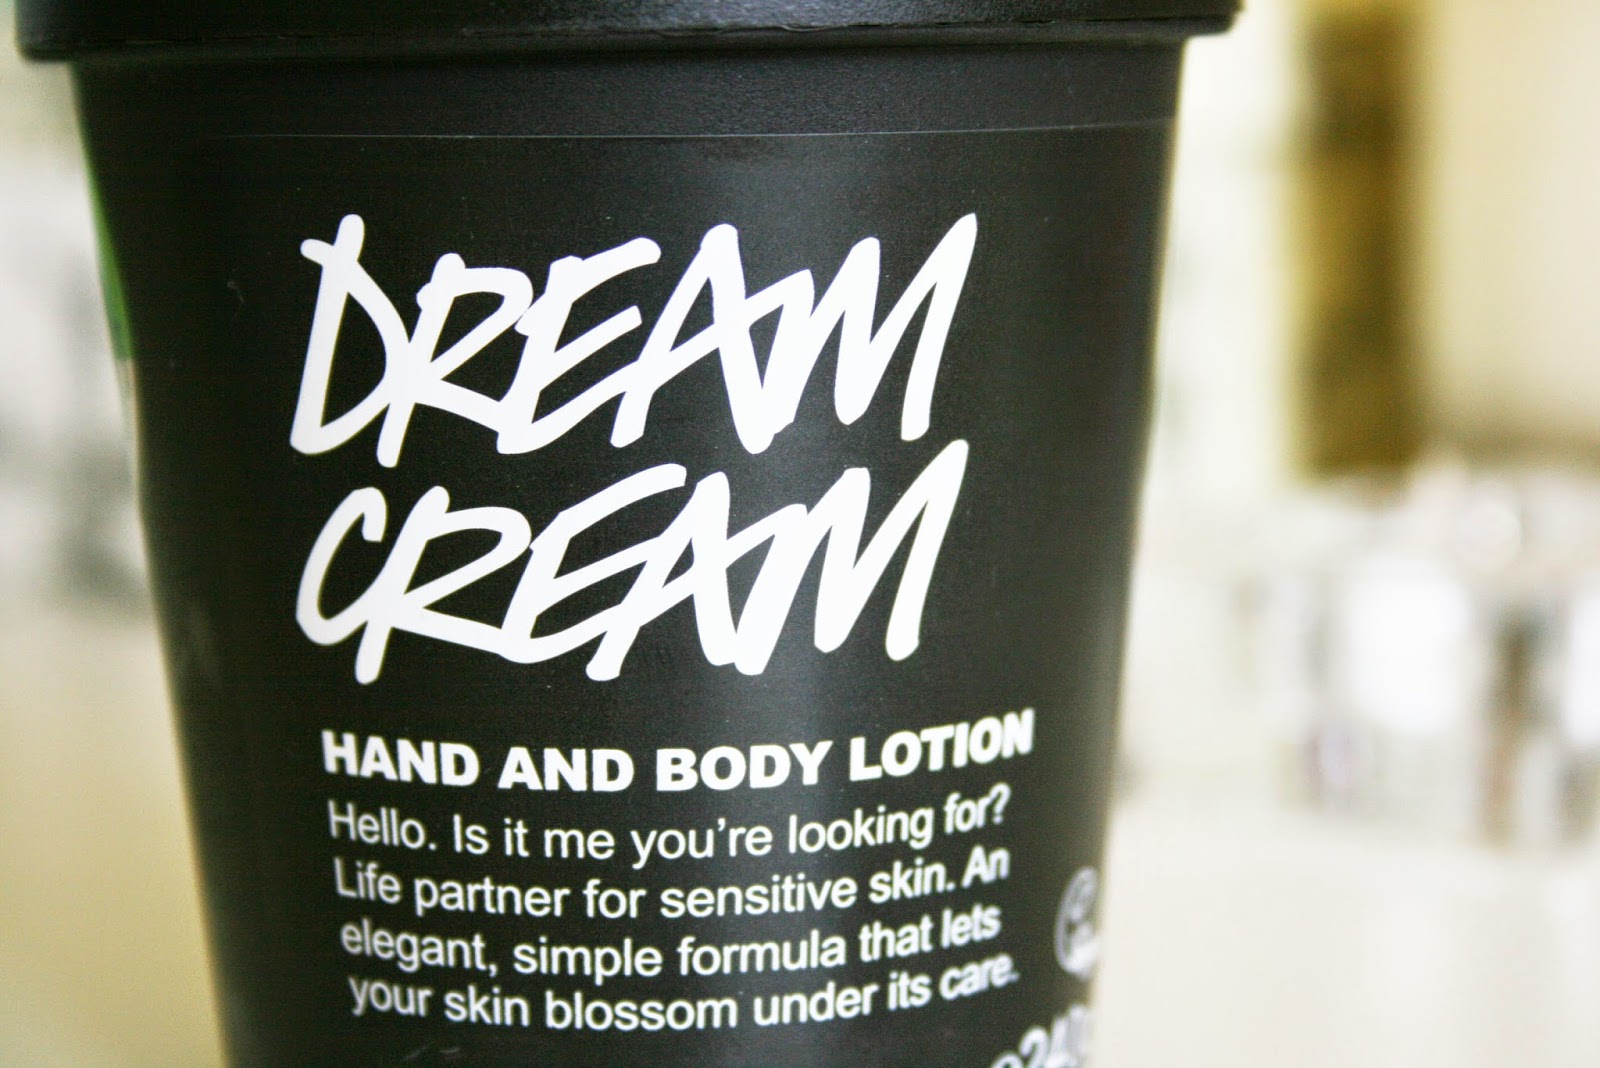 DREAM
CREAM
HAND AND BODY LOTION
Hello. Is it me you're looking for?
Life partner for sensitive skin. An
elegant, simple formula that lets
your skin blossom under its care.